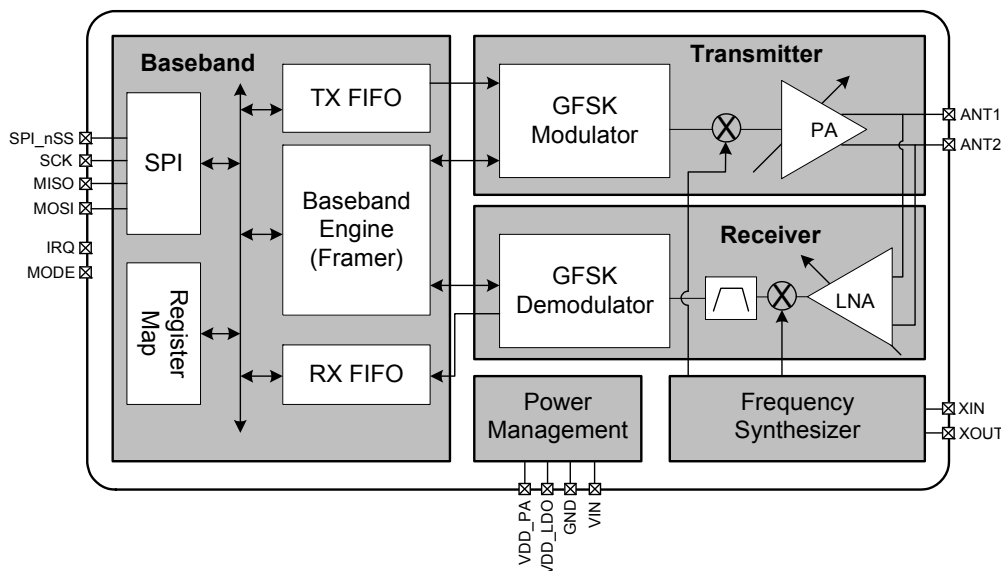 Baseband
SPI
TX FIFO
Baseband
Engine
(Framer)
RX FIFO
Register
Map
Transmitter
GFSK
Modulator
X
PA
Receiver
GFSK
Demodulator
X
LNA
Power
Management
Frequency
Synthesizer
SPI_nSS
SCK
MISO
MOSI
IRQ
MODE
ANT1
ANT2
XIN
XOUT
VDD_PA
VDD_LDO
GND
VIN